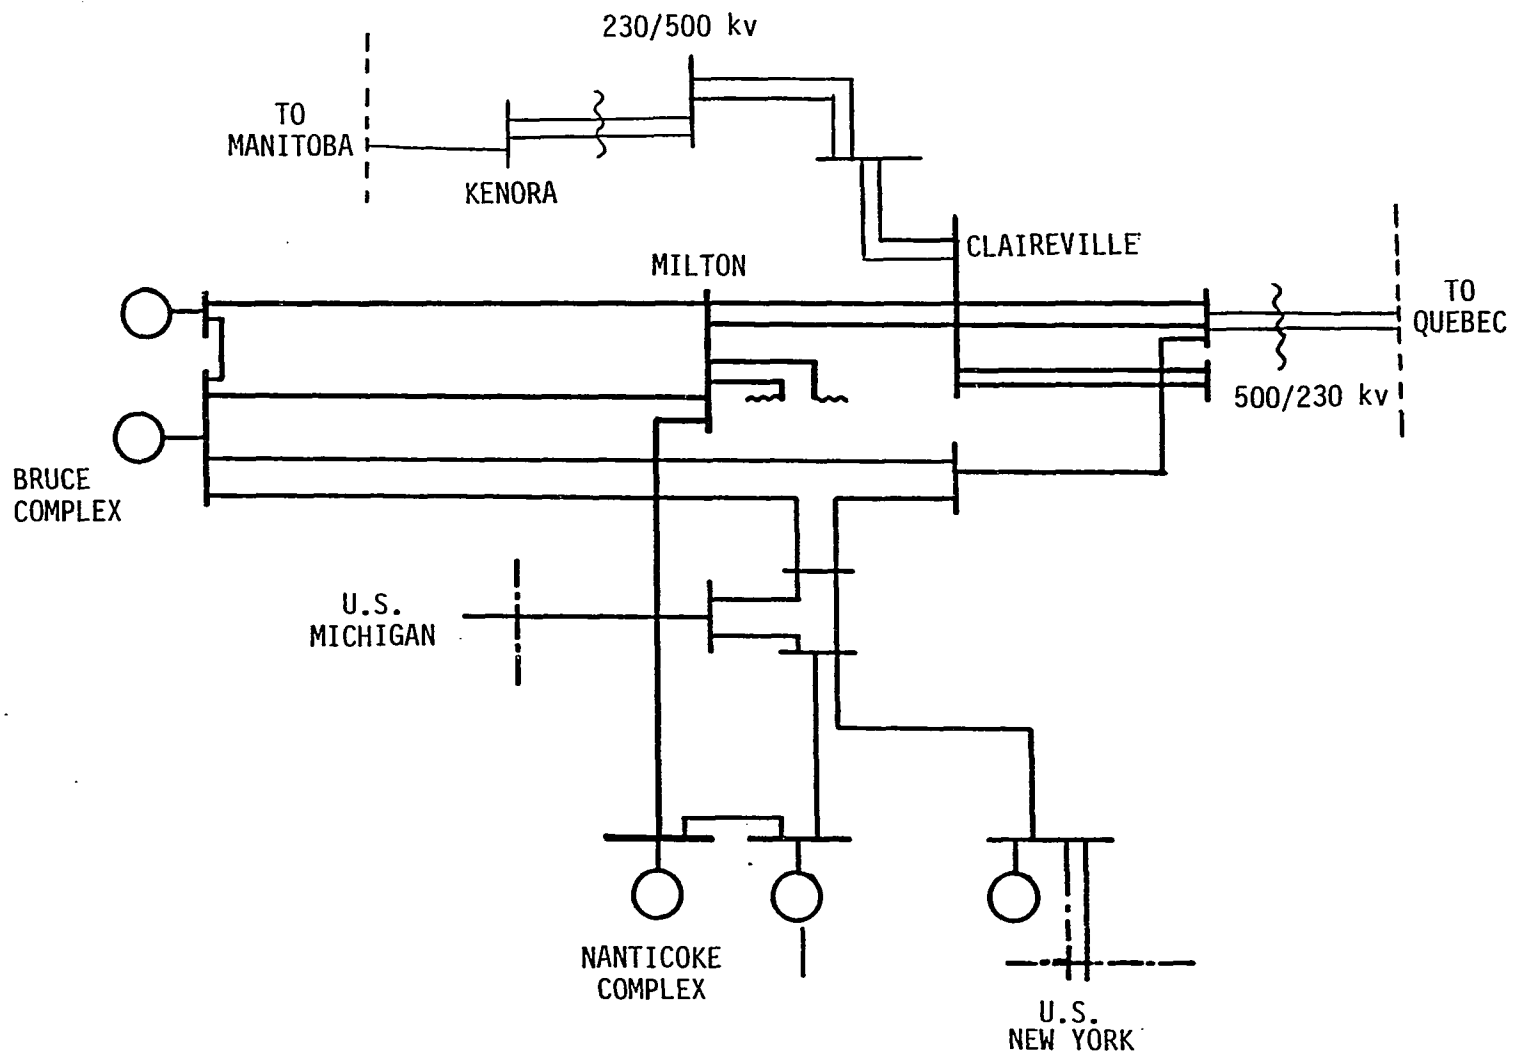 230/500 kv
TO
MANITOBA
KENORA
CLAIREVILLE
MILTON
TO
QUEBEC
500/230 kv
BRUCE
COMPLEX
U.S.
MICHIGAN
NANTICOKE
COMPLEX
U.S.
NEW YORK